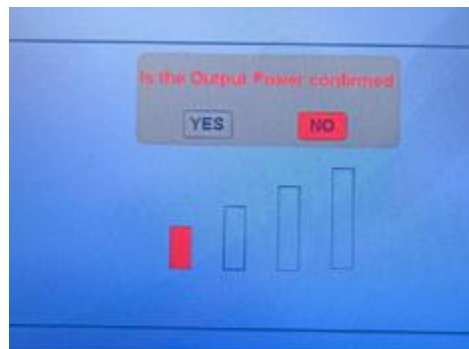 Is the Output Power confirmed
YES NO